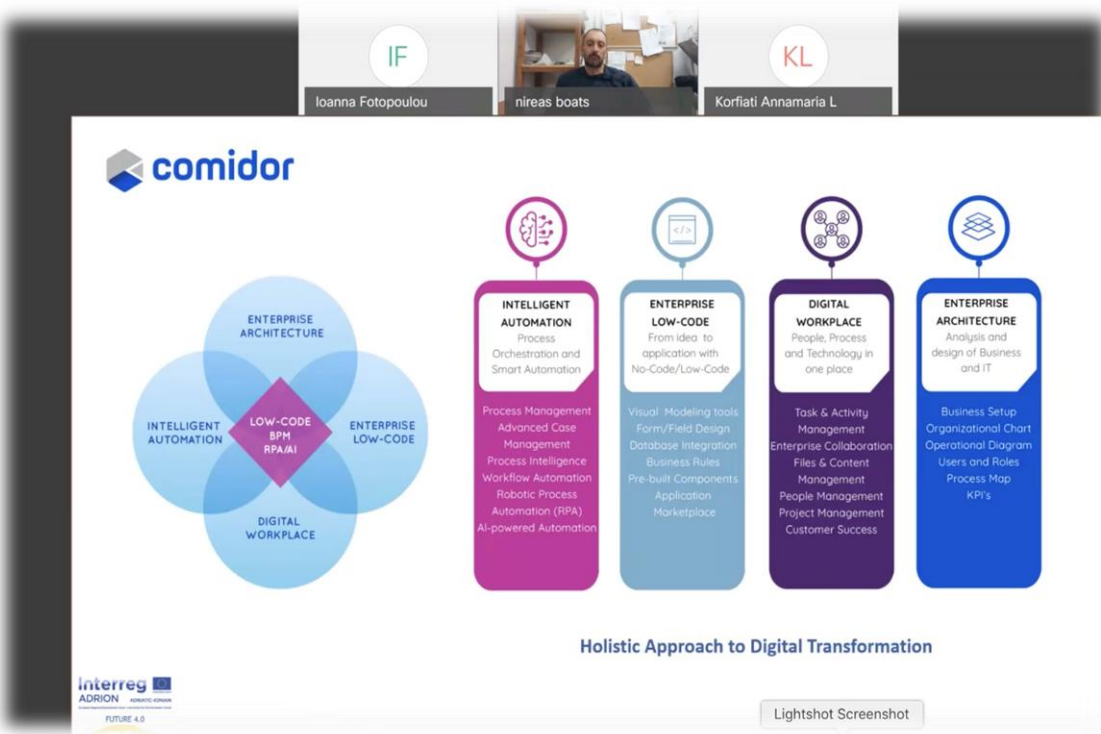 IF
Ioanna Fotopoulou
nireas boats
KL
Korfiati Annamaria L
comidor
ENTERPRISE
ARCHITECTURE
INTELLIGENT
AUTOMATION
LOW-CODE
BPM
RPA/AI
ENTERPRISE
LOW-CODE
DIGITAL
WORKPLACE
INTELLIGENT
AUTOMATION
Process
Orchestration and
Smart Automation
Process Management
Advanced Case
Management
Process Intelligence
Workflow Automation
Robotic Process
Automation (RPA)
AI-powered Automation
</>
ENTERPRISE
LOW-CODE
From idea to
application with
No-Code/Low-Code
Visual Modeling tools
Form/Field Design
Database Integration
Business Rules
Pre-built Components
Application
Marketplace
DIGITAL
WORKPLACE
People, Process
and Technology in
one place
Task & Activity
Management
Enterprise Collaboration
Files & Content
Management
People Management
Project Management
Customer Success
ENTERPRISE
ARCHITECTURE
Analysis and
design of Business
and IT
Business Setup
Organizational Chart
Operational Diagram
Users and Roles
Process Map
KPI's
Holistic Approach to Digital Transformation
Interreg
ADRION ADRIATIC-IONIAN
FUTURE 4.0
Lightshot Screenshot